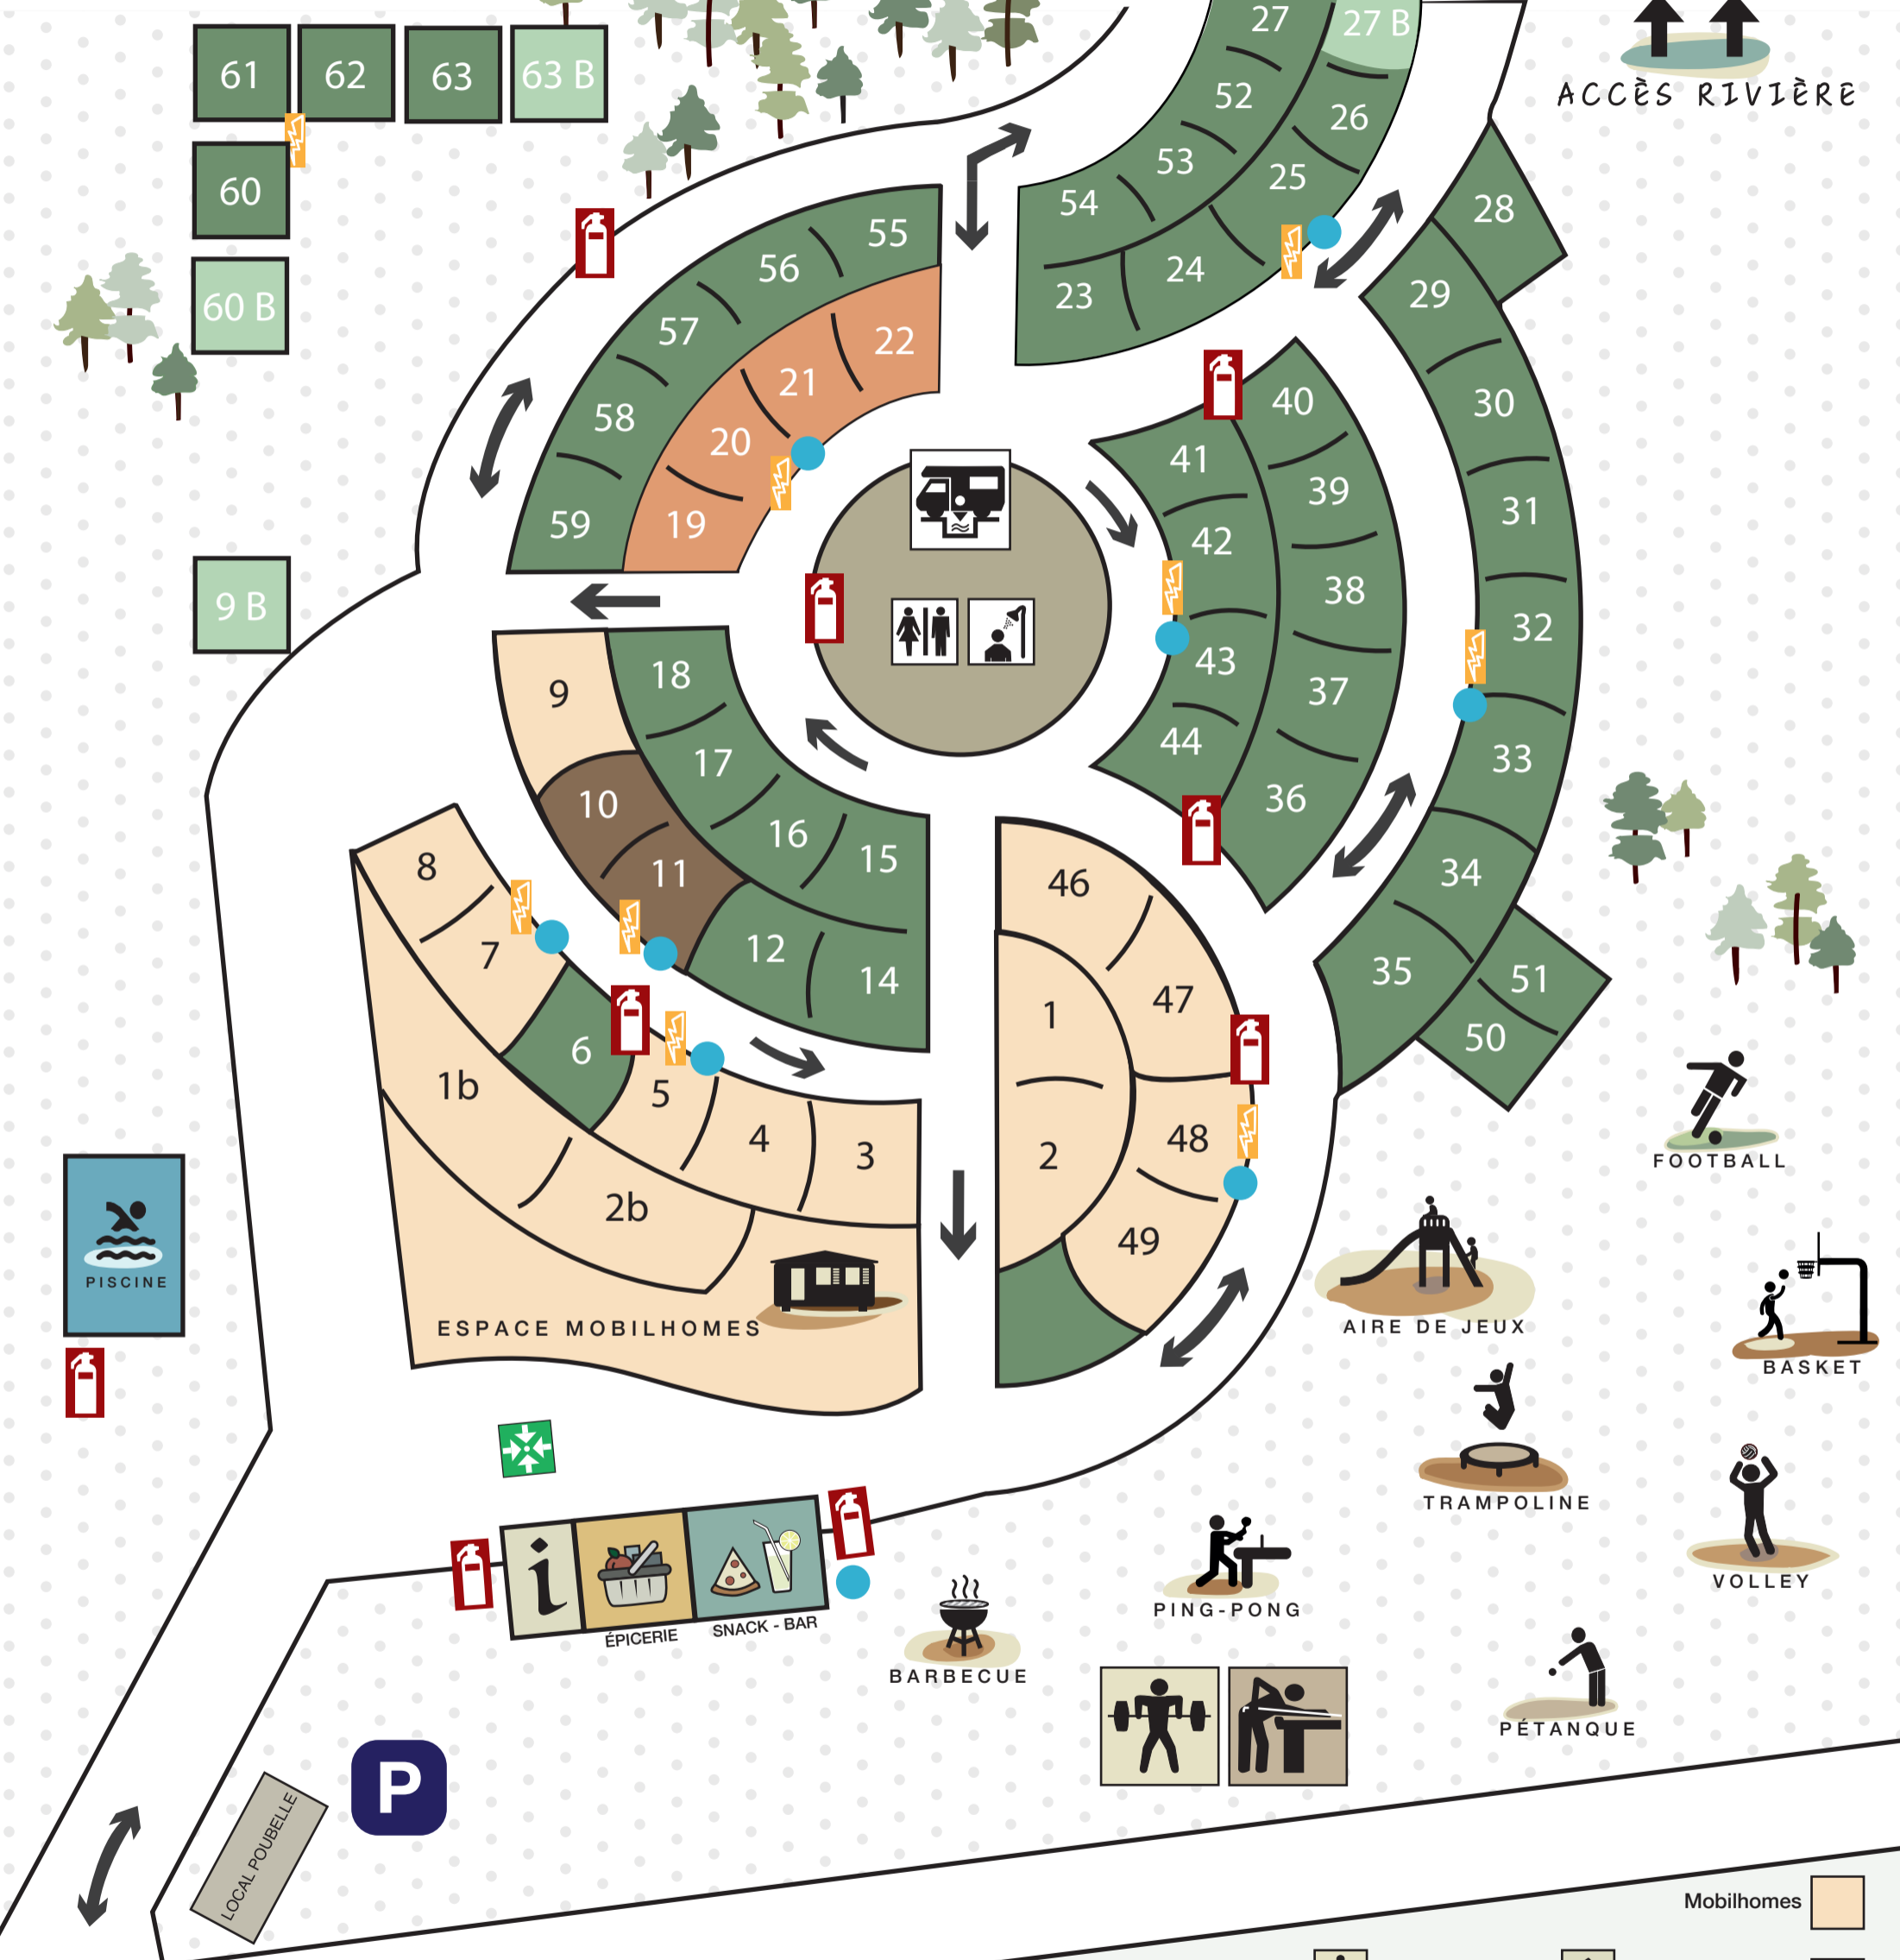 61
62
63
63 B
27
27 B
ACCÈS RIVIÈRE
52
26
53
25
60
54
28
55
24
56
23
29
60 B
57
22
21
40
30
58
20
41
39
31
59
19
42
9 B
38
32
43
18
9
37
44
17
33
10
36
16
15
11
8
46
34
7
12
14
35
51
47
1
50
6
1b
5
4
3
48
2
2b
49
FOOTBALL
PISCINE
ESPACE MOBILHOMES
AIRE DE JEUX
BASKET
TRAMPOLINE
VOLLEY
i
ÉPICERIE
SNACK - BAR
PING-PONG
BARBECUE
PÉTANQUE
P
LOCAL POUBELLE
Mobilhomes